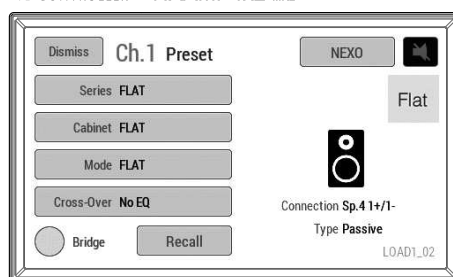 Dismiss Ch.1 Preset NEXO
Series FLAT
Flat
Cabinet FLAT
Mode FLAT
Cross-Over No EQ
Connection Sp.4 1+/1-
Type Passive
Bridge Recall
LOAD1_02